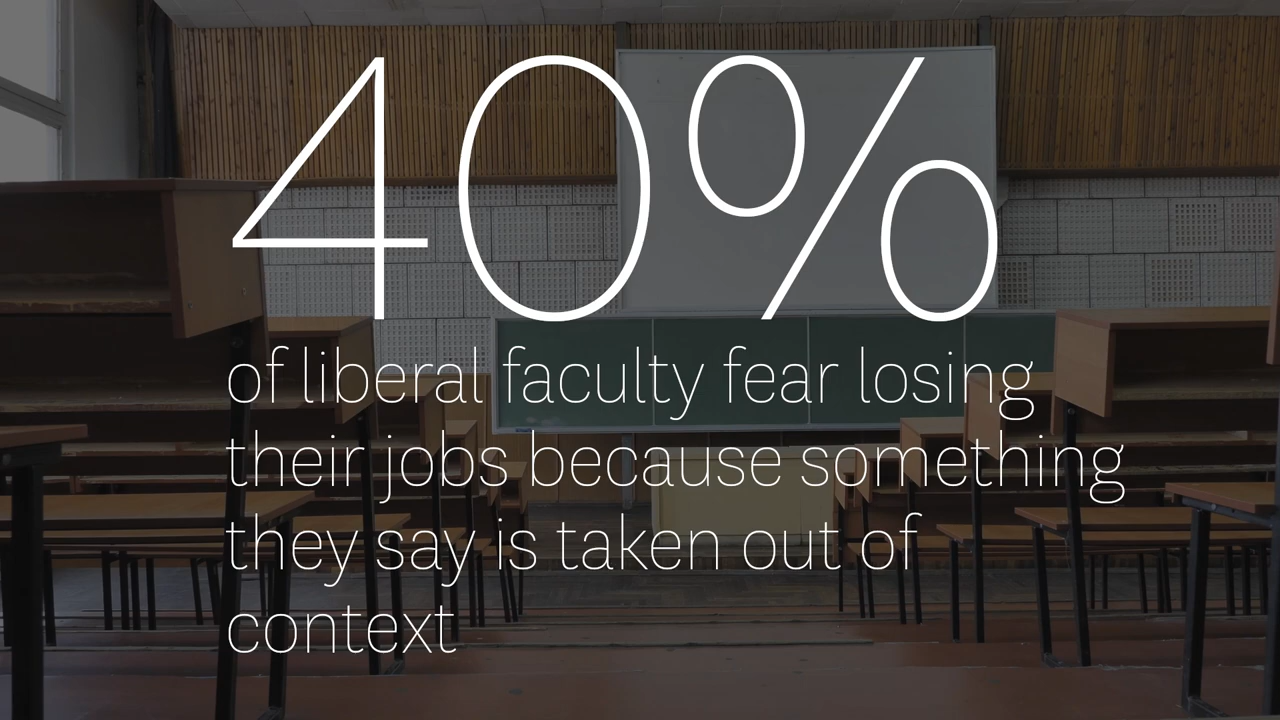 40%
of liberal faculty fear losing
their jobs because something
they say is taken out of
context